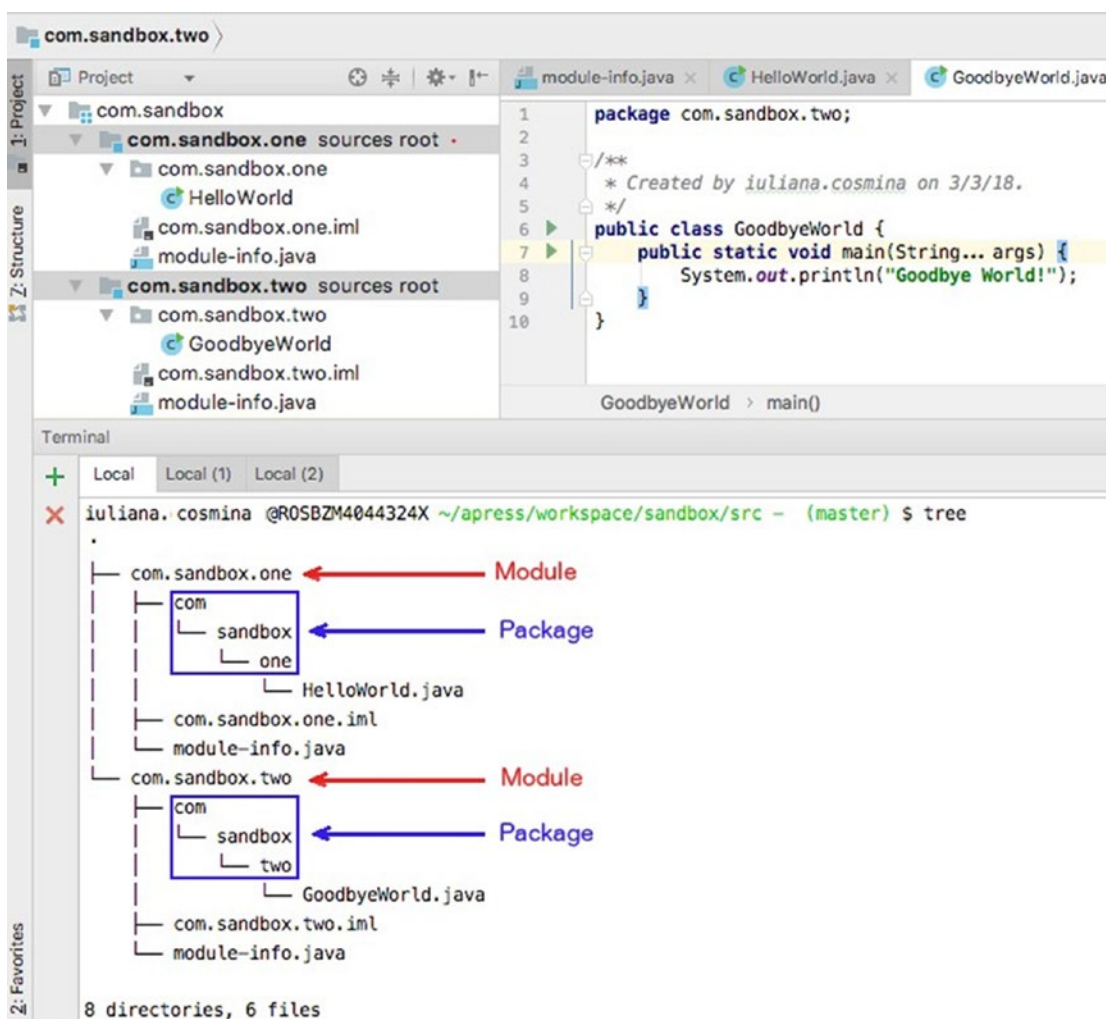 com.sandbox.two
1: Project
7: Structure
2: Favorites
Project
com.sandbox
com.sandbox.one sources root
com.sandbox.one
HelloWorld
com.sandbox.one.iml
module-info.java
com.sandbox.two sources root
com.sandbox.two
GoodbyeWorld
com.sandbox.two.iml
module-info.java
module-info.java HelloWorld.java GoodbyeWorld.java
1 package com.sandbox.two;
2
3 /**
4 * Created by iuliana.cosmina on 3/3/18.
5 */
6 public class GoodbyeWorld {
7 public static void main(String... args) {
8 System.out.println("Goodbye World!");
9 }
10 }
GoodbyeWorld > main()
Terminal
Local Local (1) Local (2)
iuliana. cosmina @ROSBZM4044324X ~/apress/workspace/sandbox/src - (master) $ tree
.
├── com.sandbox.one Module
│ ├── com
│ │ └── sandbox Package
│ │ └── one
│ │ └── HelloWorld.java
│ ├── com.sandbox.one.iml
│ └── module-info.java
└── com.sandbox.two Module
├── com
│ └── sandbox Package
│ └── two
│ └── GoodbyeWorld.java
├── com.sandbox.two.iml
└── module-info.java
8 directories, 6 files